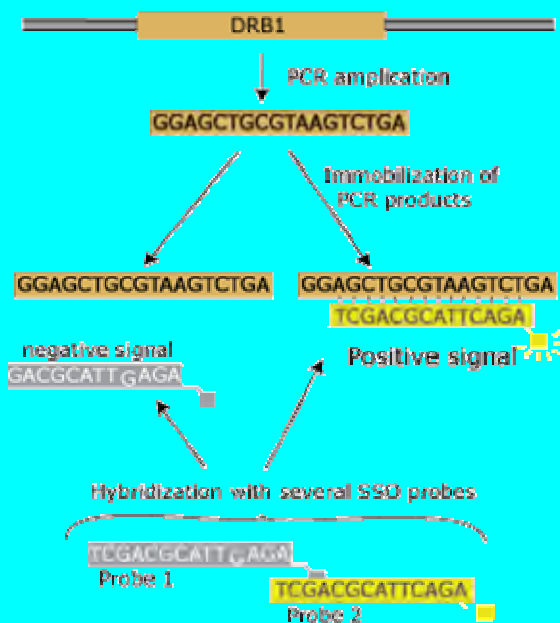 DRB1
PCR amplication
GGAGCTGCGTAAGTCTGA
Immobilization of
PCR products
GGAGCTGCGTAAGTCTGA
GGAGCTGCGTAAGTCTGA
TCGACGCATTCAGA
negative signal
Positive signal
GACGCATTGAGA
Hybridization with several SSO probes
TCGACGCATTGAGA
Probe 1
TCGACGCATTCAGA
Probe 2